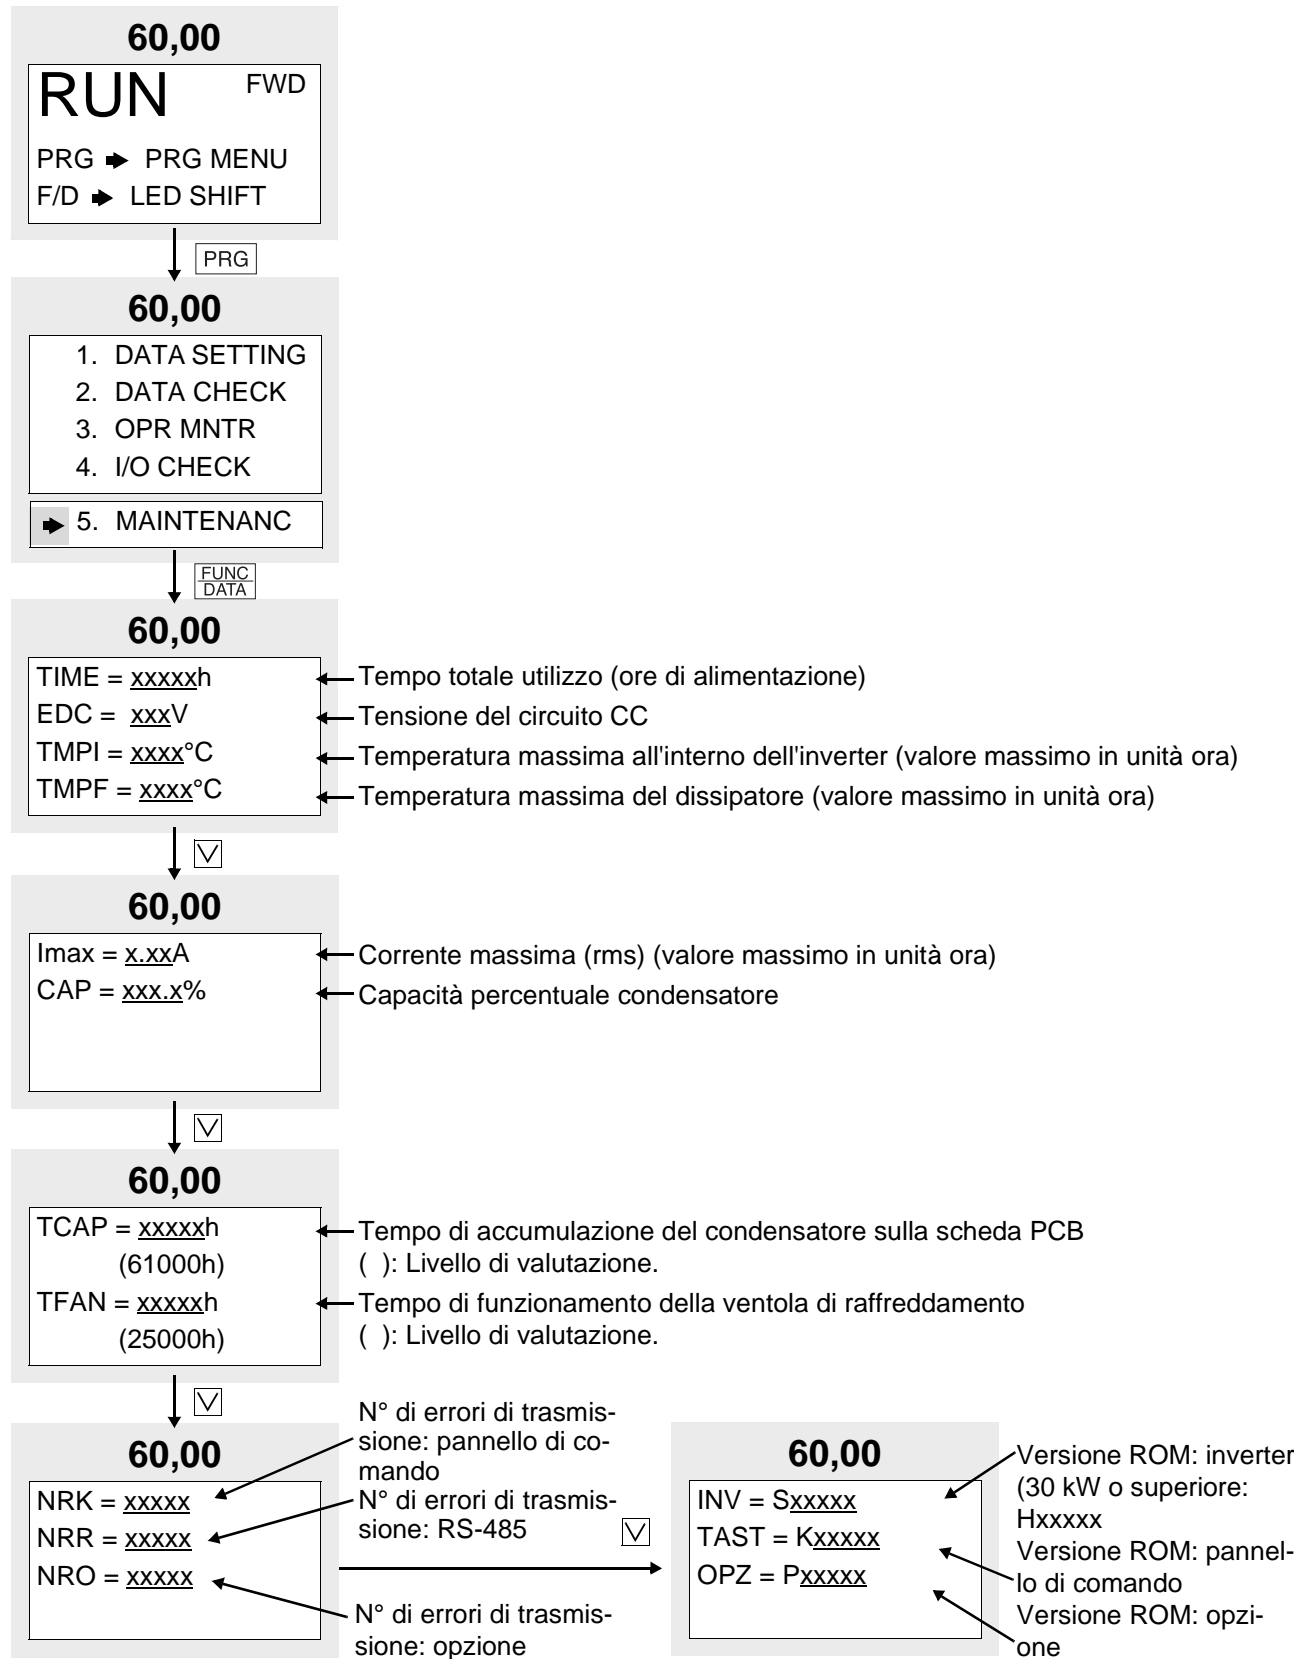 60,00
RUN FWD
PRG PRG MENU
F/D LED SHIFT
PRG
60,00
1. DATA SETTING
2. DATA CHECK
3. OPR MNTR
4. I/O CHECK
5. MAINTENANC
FUNC
DATA
60,00
TIME = xxxxxh
Tempo totale utilizzo (ore di alimentazione)
EDC = xxxV
Tensione del circuito CC
TMPI = xxxx°C
Temperatura massima all'interno dell'inverter (valore massimo in unità ora)
TMPF = xxxx°C
Temperatura massima del dissipatore (valore massimo in unità ora)
60,00
Imax = x.xxA
Corrente massima (rms) (valore massimo in unità ora)
CAP = xxx.x%
Capacità percentuale condensatore
60,00
TCAP = xxxxxh
(61000h)
Tempo di accumulazione del condensatore sulla scheda PCB
( ): Livello di valutazione.
TFAN = xxxxxh
(25000h)
Tempo di funzionamento della ventola di raffreddamento
( ): Livello di valutazione.
60,00
NRK = xxxxx
NRR = xxxxx
NRO = xxxxx
N° di errori di trasmis-
sione: pannello di co-
mando
N° di errori di trasmis-
sione: RS-485
N° di errori di trasmis-
sione: opzione
60,00
INV = Sxxxxx
TAST = Kxxxxx
OPZ = Pxxxxx
Versione ROM: inverter
(30 kW o superiore:
Hxxxxx
Versione ROM: pannel-
lo di comando
Versione ROM: opzi-
one